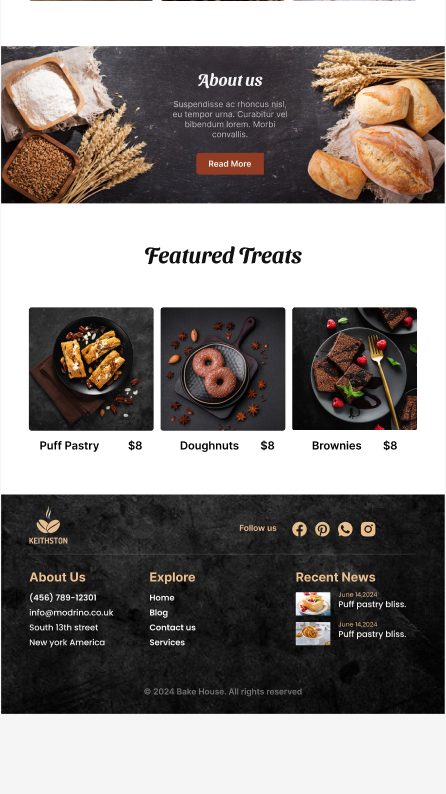 About us
Suspendisse ac rhoncus nisl,
eu tempor urna. Curabitur vel
bibendum lorem. Morbi
convallis.
Read More
Featured Treats
Puff Pastry $8
Doughnuts $8
Brownies $8
KEITHSTON
Follow us
About Us
(456) 789-12301
info@modrino.co.uk
South 13th street
New york America
Explore
Home
Blog
Contact us
Services
Recent News
June 14,2024
Puff pastry bliss.
June 14,2024
Puff pastry bliss.
© 2024 Bake House. All rights reserved